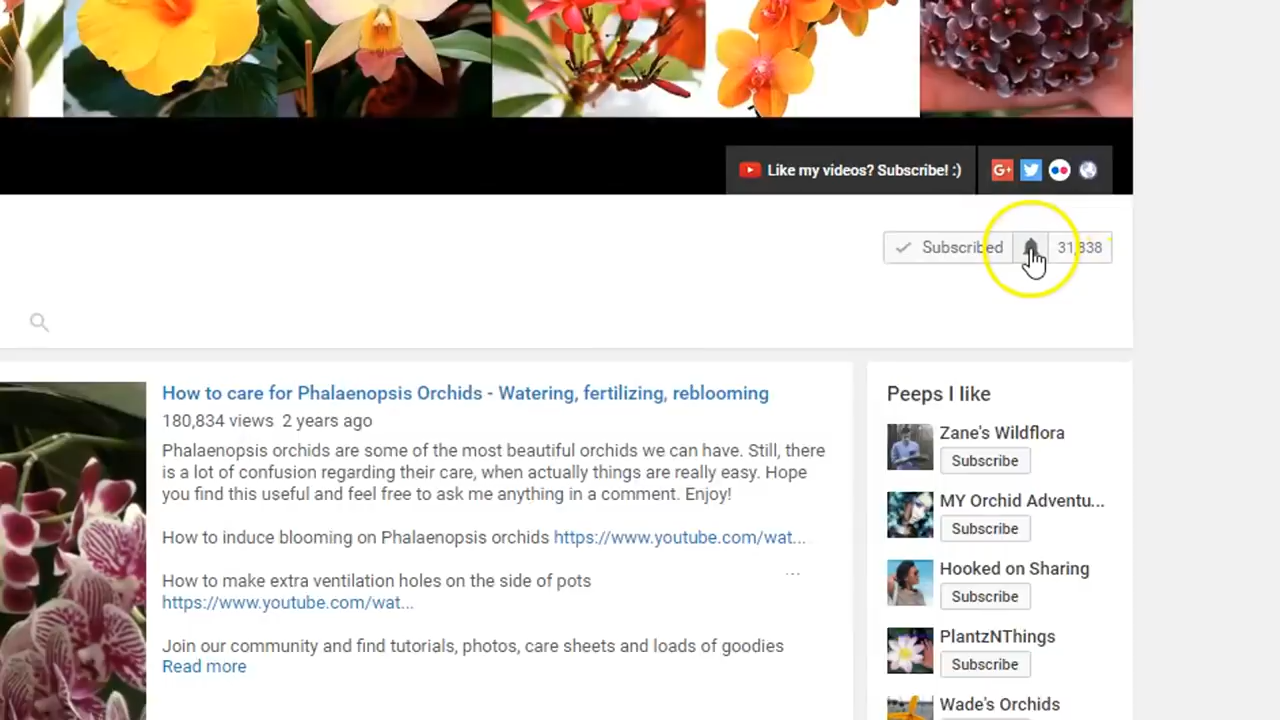 Like my videos? Subscribe! :)
G+
Subscribed
31,838
How to care for Phalaenopsis Orchids - Watering, fertilizing, reblooming
180,834 views 2 years ago
Phalaenopsis orchids are some of the most beautiful orchids we can have. Still, there
is a lot of confusion regarding their care, when actually things are really easy. Hope
you find this useful and feel free to ask me anything in a comment. Enjoy!
How to induce blooming on Phalaenopsis orchids https://www.youtube.com/wat...
How to make extra ventilation holes on the side of pots
https://www.youtube.com/wat...
...
Join our community and find tutorials, photos, care sheets and loads of goodies
Read more
Peeps I like
Zane's Wildflora
Subscribe
MY Orchid Adventu...
Subscribe
Hooked on Sharing
Subscribe
PlantzNThings
Subscribe
Wade's Orchids